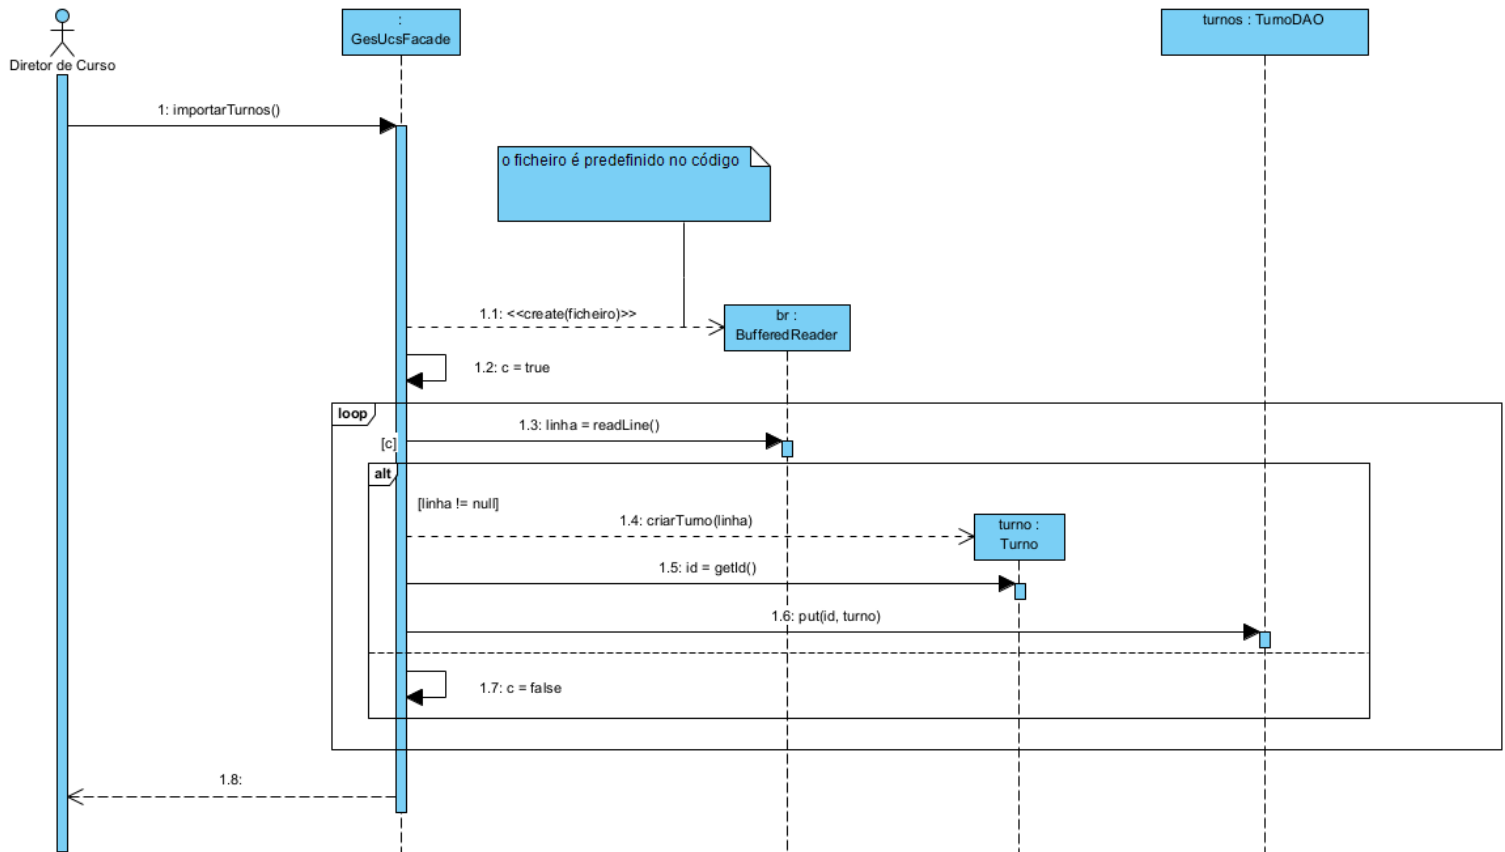 :
GesUcsFacade
turnos : TurnoDAO
Diretor de Curso
1: importarTurnos()
o ficheiro é predefinido no código
1.1: <<create(ficheiro)>>
br :
BufferedReader
1.2: c = true
loop
1.3: linha = readLine()
[c]
alt
[linha != null]
1.4: criarTurno(linha)
turno :
Turno
1.5: id = getId()
1.6: put(id, turno)
1.7: c = false
1.8: